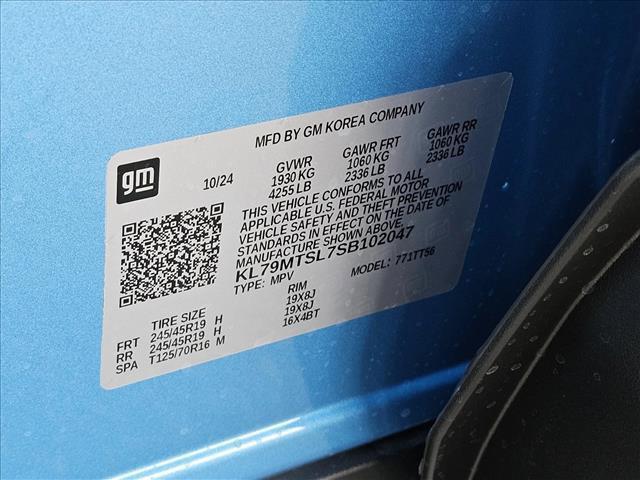 MFD BY GM KOREA COMPANY
gm
10/24
GVWR GAWR FRT GAWR RR
1930 KG 1060 KG 1060 KG
4255 LB 2336 LB 2336 LB
THIS VEHICLE CONFORMS TO ALL
APPLICABLE U.S. FEDERAL MOTOR
VEHICLE SAFETY AND THEFT PREVENTION
STANDARDS IN EFFECT ON THE DATE OF
MANUFACTURE SHOWN ABOVE.
KL79MTSL7SB102047
TYPE: MPV MODEL: 771TT56
TIRE SIZE RIM
FRT 245/45R19 H 19X8J
RR 245/45R19 H 19X8J
SPA T125/70R16 M 16X4BT